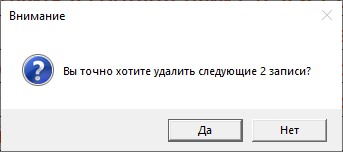 Внимание
Вы точно хотите удалить следующие 2 записи?
Да
Нет